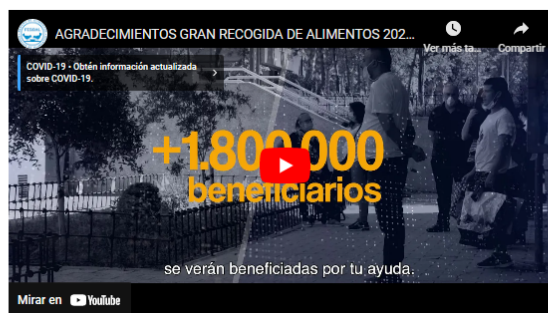 AGRADECIMIENTOS GRAN RECOGIDA DE ALIMENTOS 202...
Ver más ta...
Compartir
COVID-19 - Obtén información actualizada
sobre COVID-19.
+1.800.000
beneficiarios
se verán beneficiadas por tu ayuda.
Mirar en YouTube